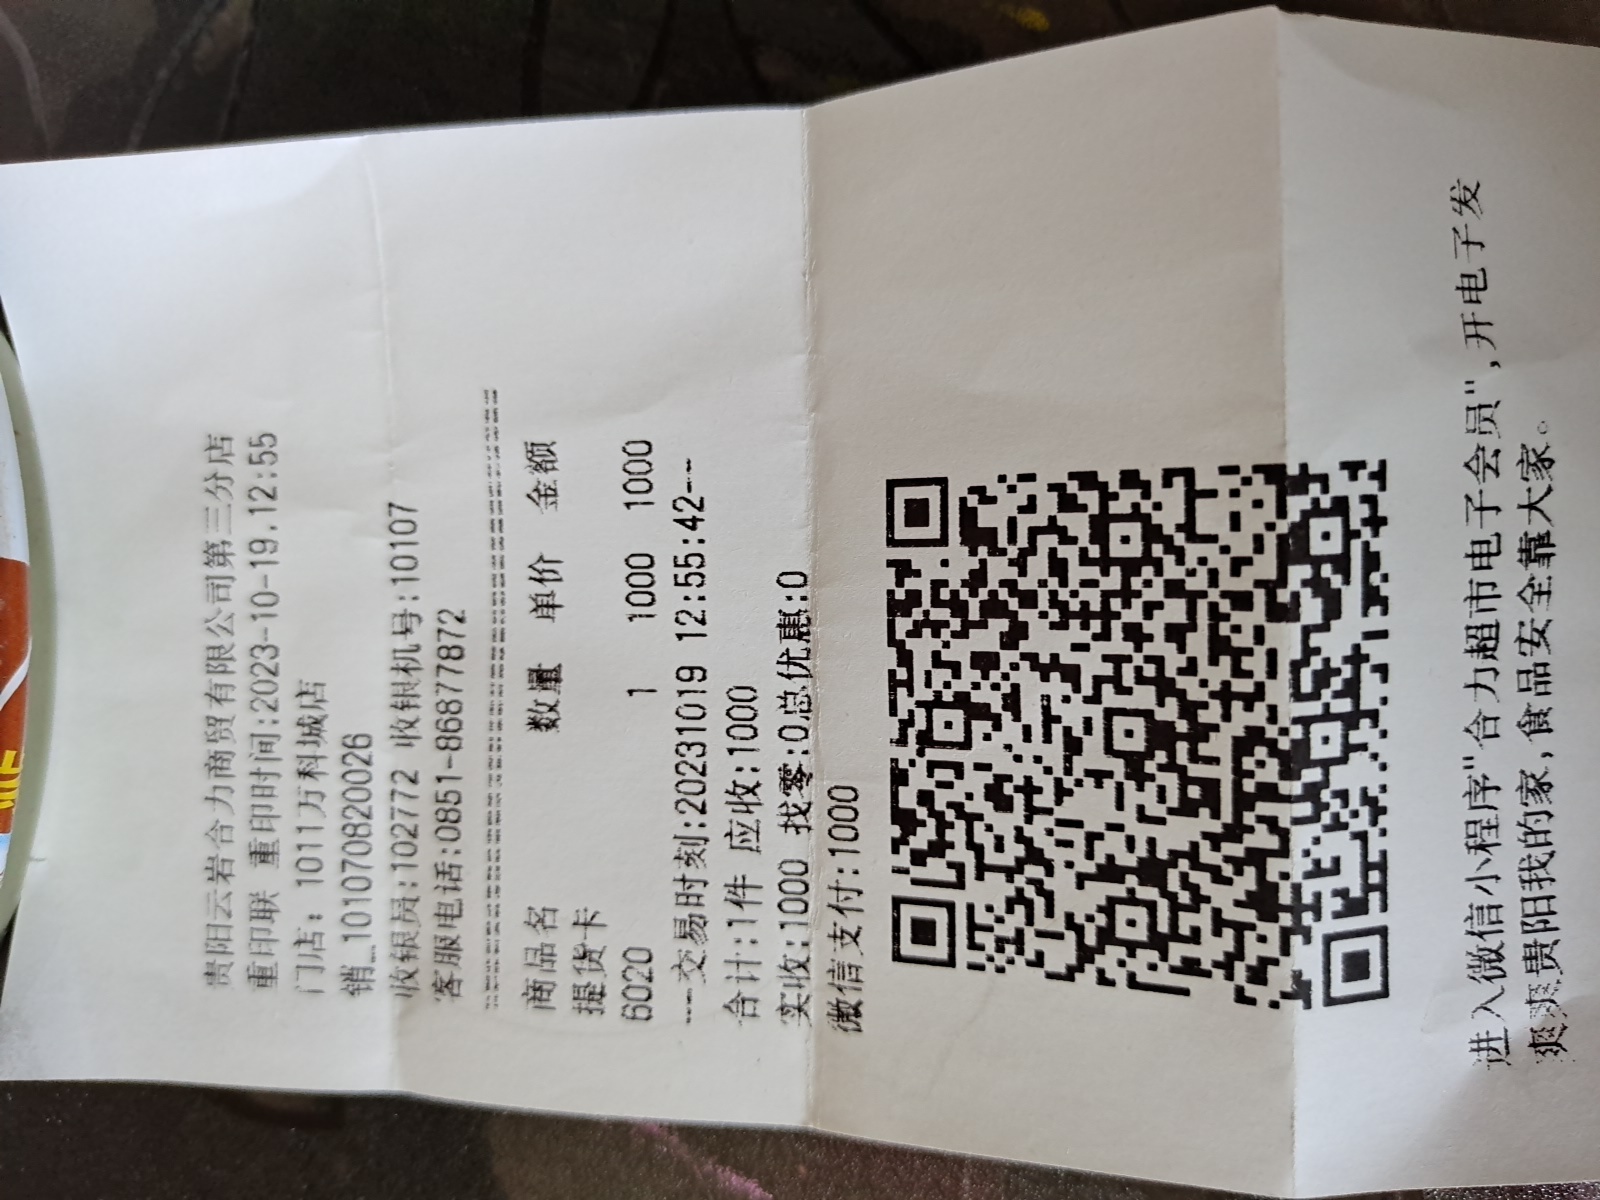 贵阳云岩合力商贸有限公司第三分店
重印联 重印时间:2023-10-19.12:55
门店: 1011万科城店
销_101070820026
收银员:102772 收银机号:10107
客服电话:0851-86877872
商品名 数量 单价 金额
提货卡
6020 1 1000 1000
---交易时刻:20231019 12:55:42--
合计:1件 应收:1000
实收:1000 找零:0总优惠:0
微信支付:1000
进入微信小程序"合力超市电子会员",开电子发
爽爽贵阳我的家,食品安全靠大家。